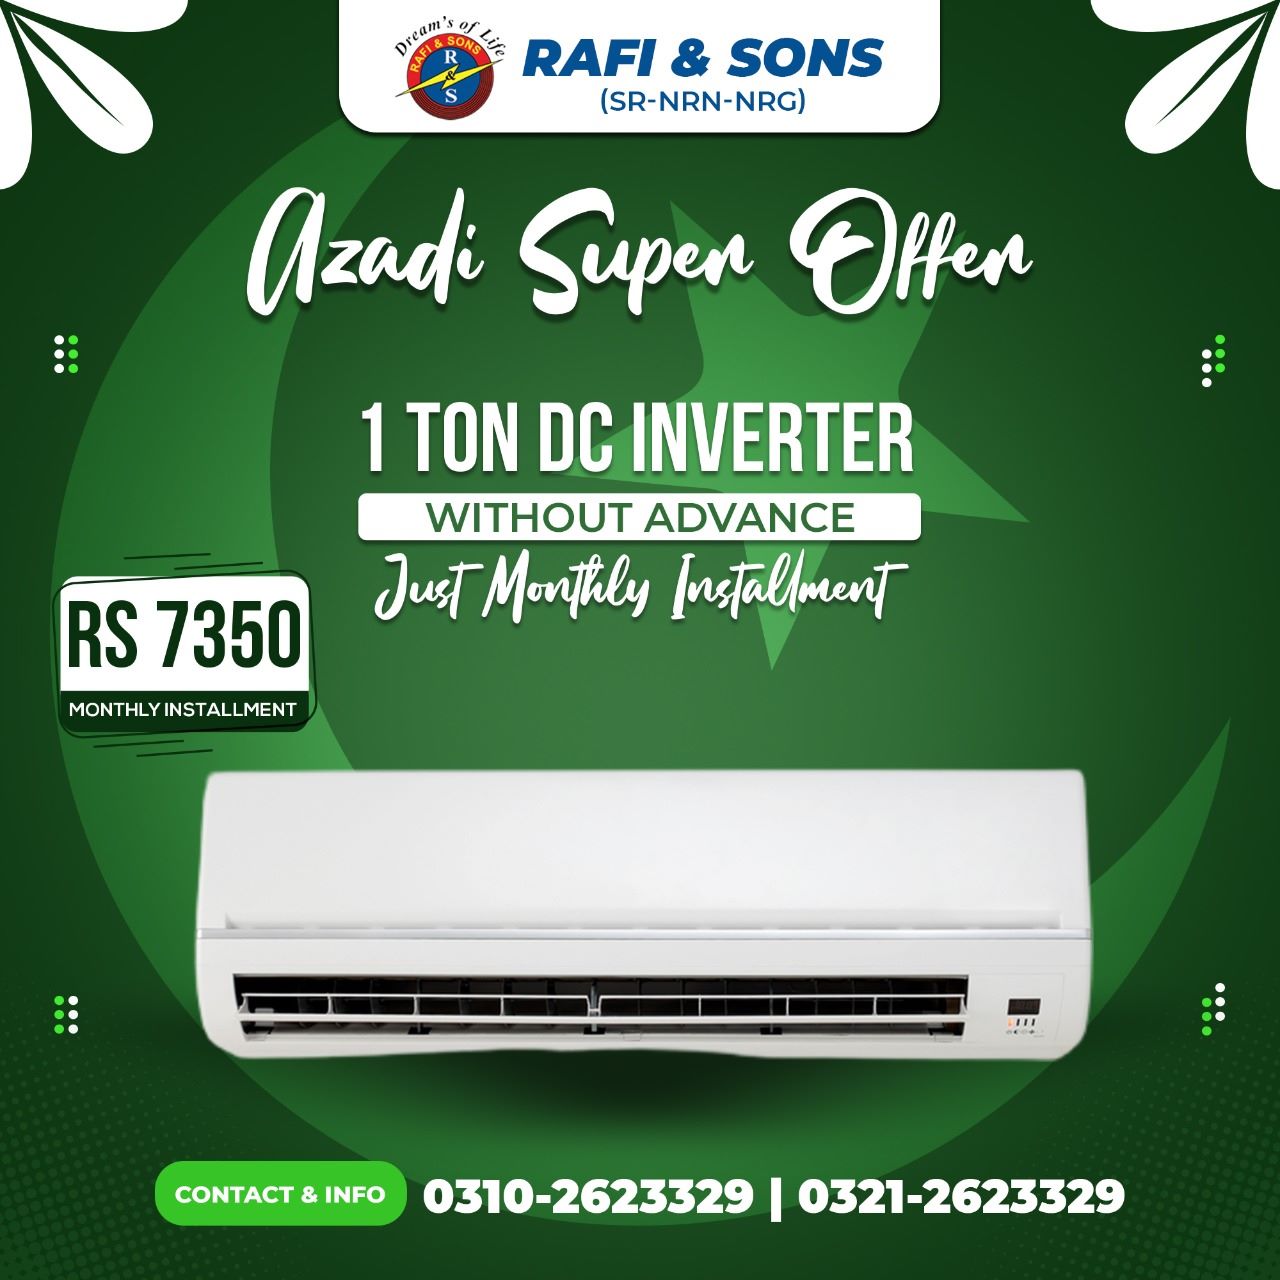 Dream's of Life
RAFI & SONS
R
&
S
RAFI & SONS
(SR-NRN-NRG)
Azadi Super Offer
1 TON DC INVERTER
WITHOUT ADVANCE
Just Monthly Installment
RS 7350
MONTHLY INSTALLMENT
CONTACT & INFO
0310-2623329 | 0321-2623329